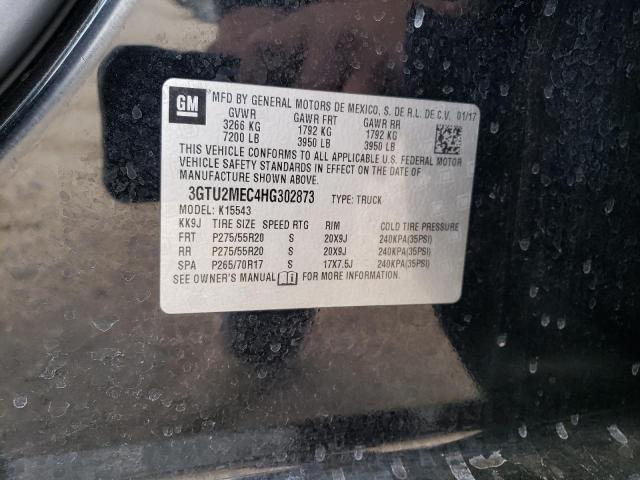 GM MFD BY GENERAL MOTORS DE MEXICO, S. DE R.L. DE C.V. 01/17
GVWR GAWR FRT GAWR RR
3266 KG 1792 KG 1792 KG
7200 LB 3950 LB 3950 LB
THIS VEHICLE CONFORMS TO ALL APPLICABLE U.S. FEDERAL MOTOR
VEHICLE SAFETY STANDARDS IN EFFECT ON THE DATE OF
MANUFACTURE SHOWN ABOVE.
3GTU2MEC4HG302873 TYPE: TRUCK
MODEL: K15543
KK9J TIRE SIZE SPEED RTG RIM COLD TIRE PRESSURE
FRT P275/55R20 S 20X9J 240KPA(35PSI)
RR P275/55R20 S 20X9J 240KPA(35PSI)
SPA P265/70R17 S 17X7.5J 240KPA(35PSI)
SEE OWNER'S MANUAL FOR MORE INFORMATION.